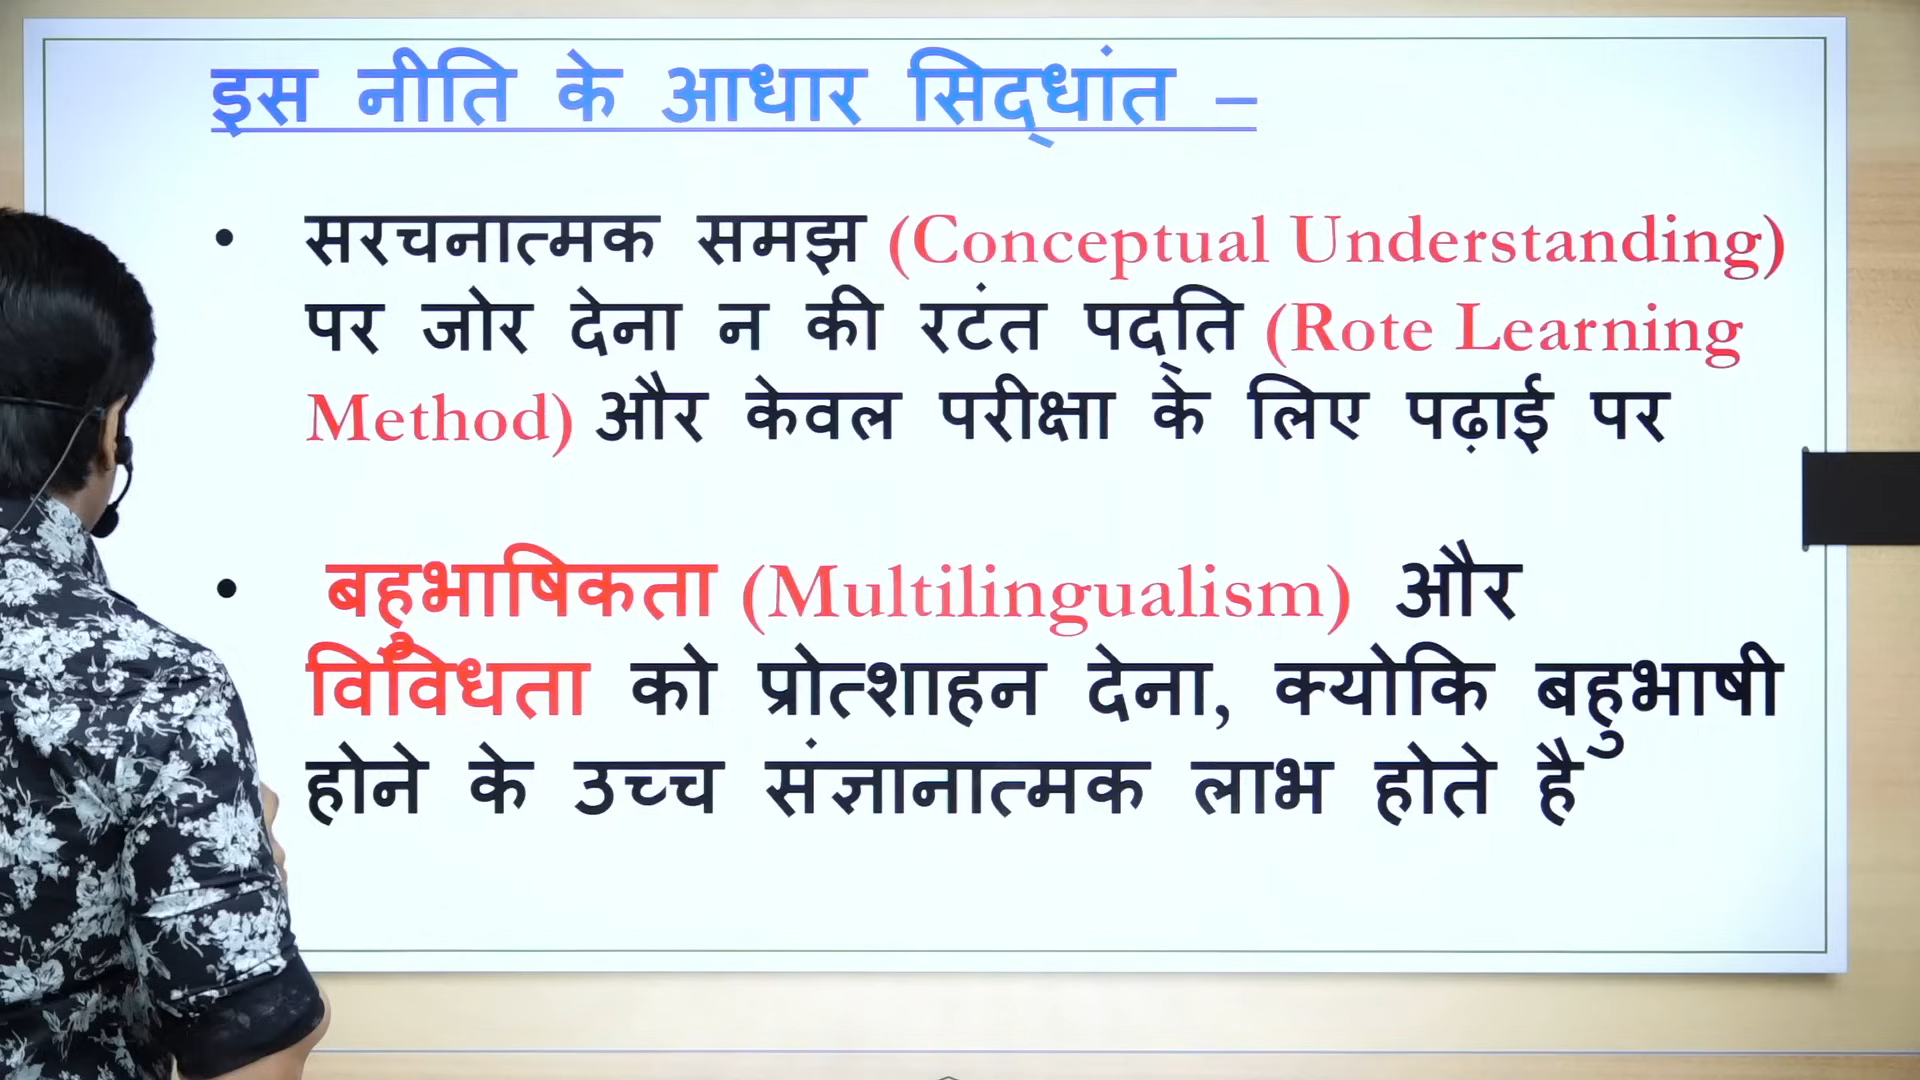 इस नीति के आधार सिद्धांत –
• सरचनात्मक समझ (Conceptual Understanding)
पर जोर देना न की रटंत पद्ति (Rote Learning
Method) और केवल परीक्षा के लिए पढ़ाई पर
• बहुभाषिकता (Multilingualism) और
विविधता को प्रोत्शाहन देना, क्योकि बहुभाषी
होने के उच्च संज्ञानात्मक लाभ होते है